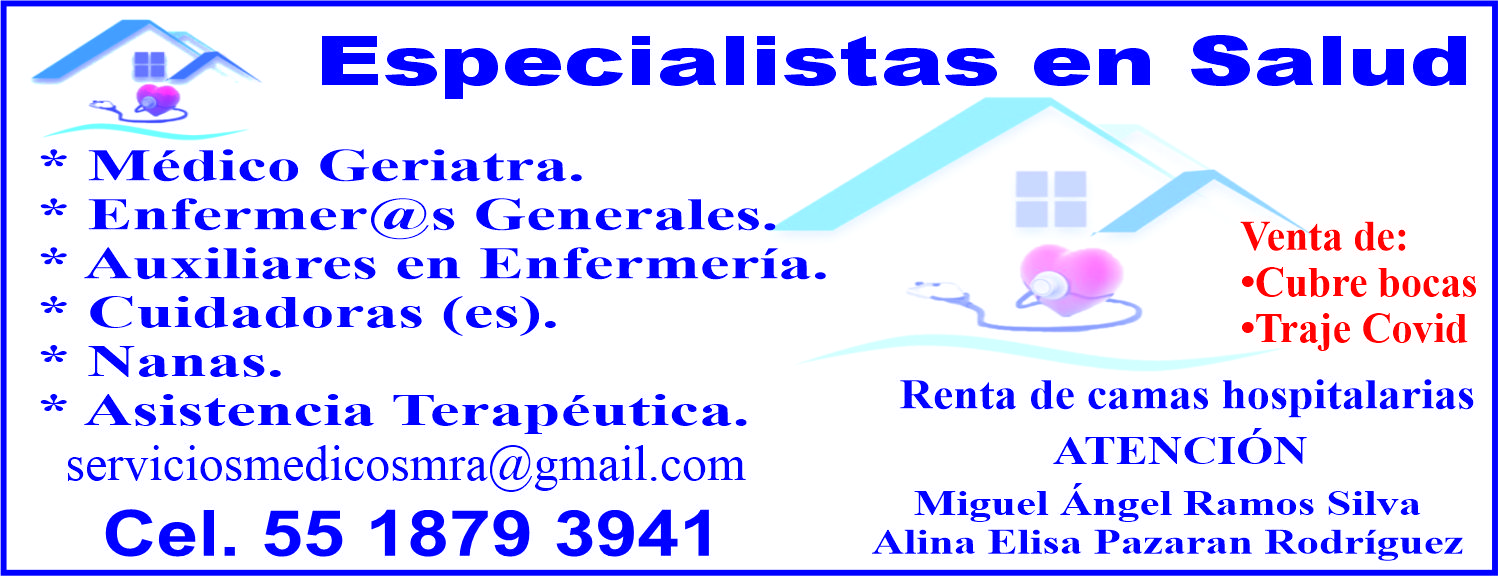 Especialistas en Salud
* Médico Geriatra.
* Enfermer@s Generales.
* Auxiliares en Enfermería.
* Cuidadoras (es).
* Nanas.
* Asistencia Terapéutica.
serviciosmedicosmra@gmail.com
Cel. 55 1879 3941
Venta de:
•Cubre bocas
•Traje Covid
Renta de camas hospitalarias
ATENCIÓN
Miguel Ángel Ramos Silva
Alina Elisa Pazaran Rodríguez